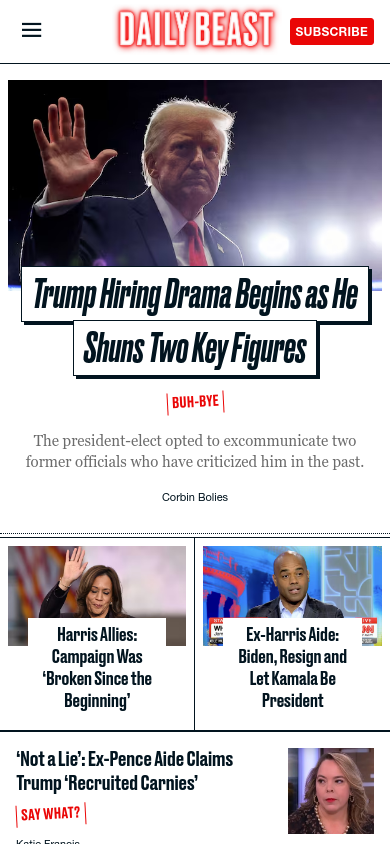 DAILY BEAST
SUBSCRIBE
Trump Hiring Drama Begins as He
Shuns Two Key Figures
BUH-BYE
The president-elect opted to excommunicate two
former officials who have criticized him in the past.
Corbin Bolies
Harris Allies:
Campaign Was
‘Broken Since the
Beginning’
Ex-Harris Aide:
Biden, Resign and
Let Kamala Be
President
‘Not a Lie’: Ex-Pence Aide Claims
Trump ‘Recruited Carnies’
SAY WHAT?
Katie Francis